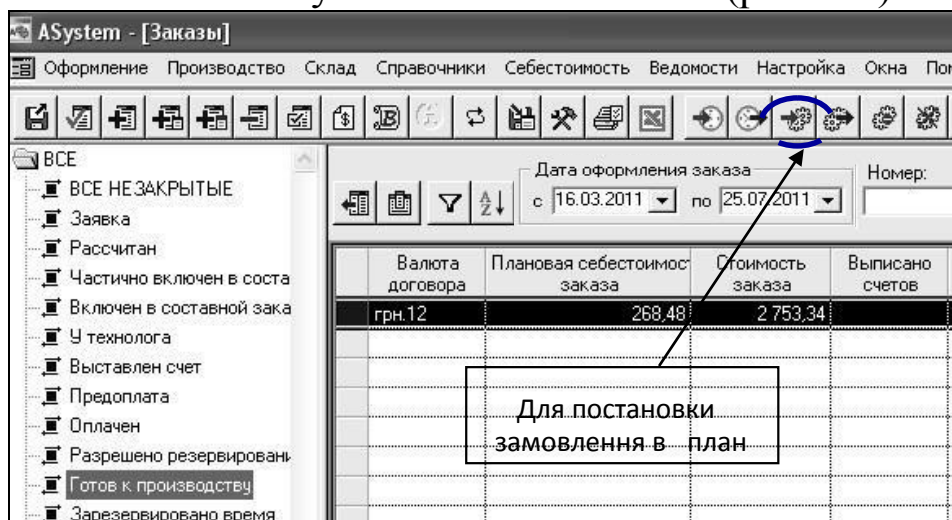 ASystem - [Заказы]
Оформление Производство Склад Справочники Себестоимость Ведомости Настройка Окна
ВСЕ
ВСЕ НЕ ЗАКРЫТЫЕ
Заявка
Рассчитан
Частично включен в соста
Включен в составной зака
У технолога
Выставлен счет
Предоплата
Оплачен
Разрешено резервировани
Готов к производству
Зарезервировано время
Дата оформления заказа
с 16.03.2011 по 25.07.2011
Номер:
Валюта договора Плановая себестоимос заказа Стоимость заказа Выписано счетов
грн.12 268,48 2 753,34
Для постановки
замовлення в план